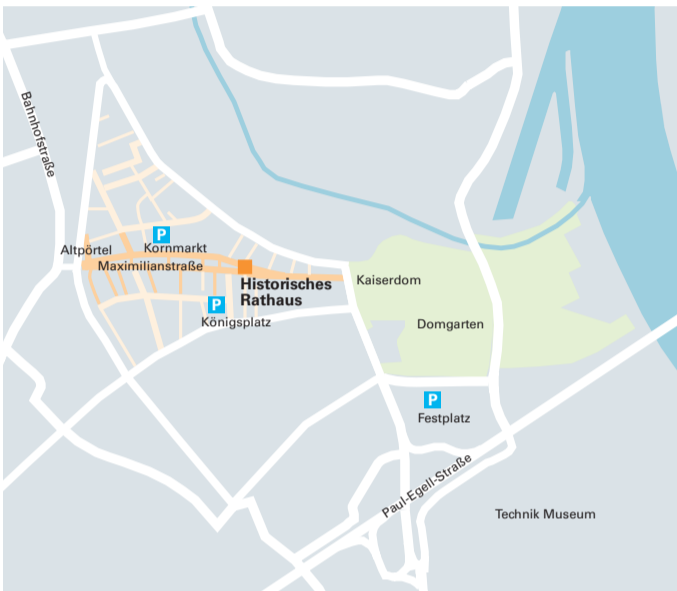 Bahnhofstraße
P
Altpörtel
Kornmarkt
Maximilianstraße
Historisches
Rathaus
Kaiserdom
P
Königsplatz
Domgarten
P
Festplatz
Paul-Egell-Straße
Technik Museum